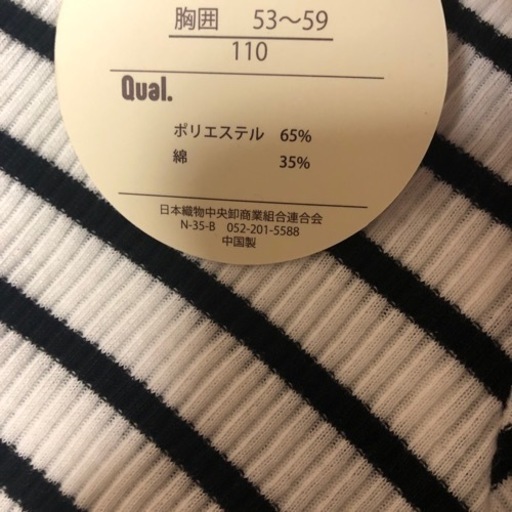 胸囲 53〜59
110
Qual.
ポリエステル 65%
綿 35%
日本織物中央卸商業組合連合会
N-35-B 052-201-5588
中国製